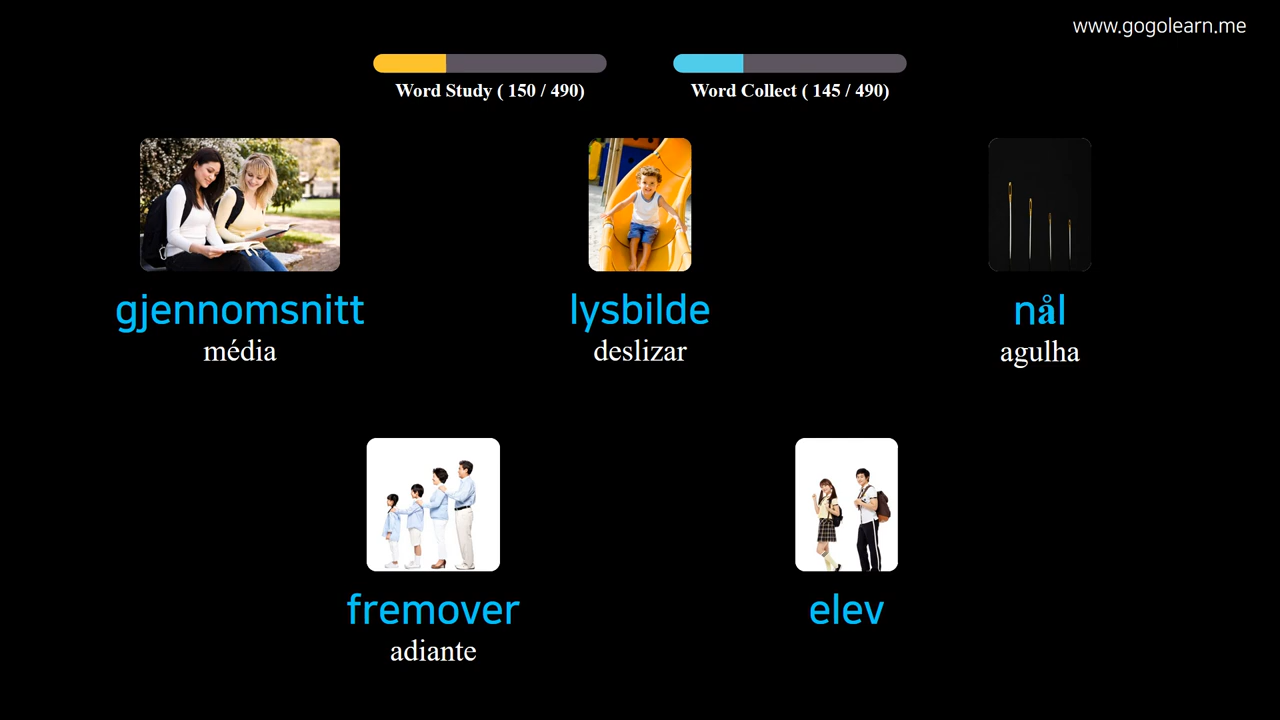 www.gogolearn.me
Word Study ( 150 / 490)
Word Collect ( 145 / 490)
gjennomsnitt
média
lysbilde
deslizar
nål
agulha
fremover
adiante
elev